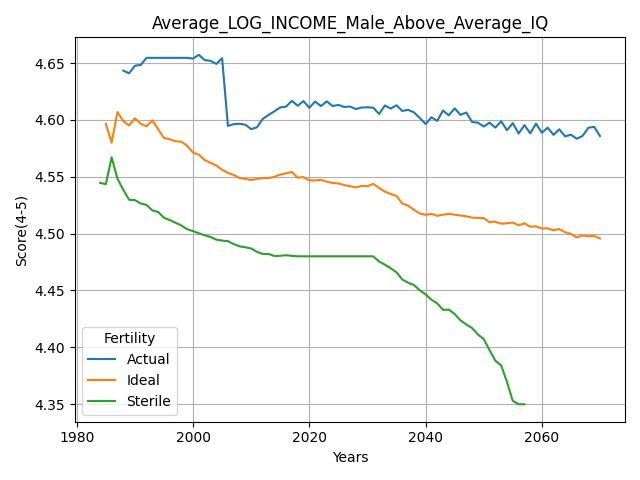 Average_LOG_INCOME_Male_Above_Average_IQ
Score(4-5)
4.65
4.60
4.55
4.50
4.45
4.40
4.35
Fertility
Actual
Ideal
Sterile
1980
2000
2020
2040
2060
Years